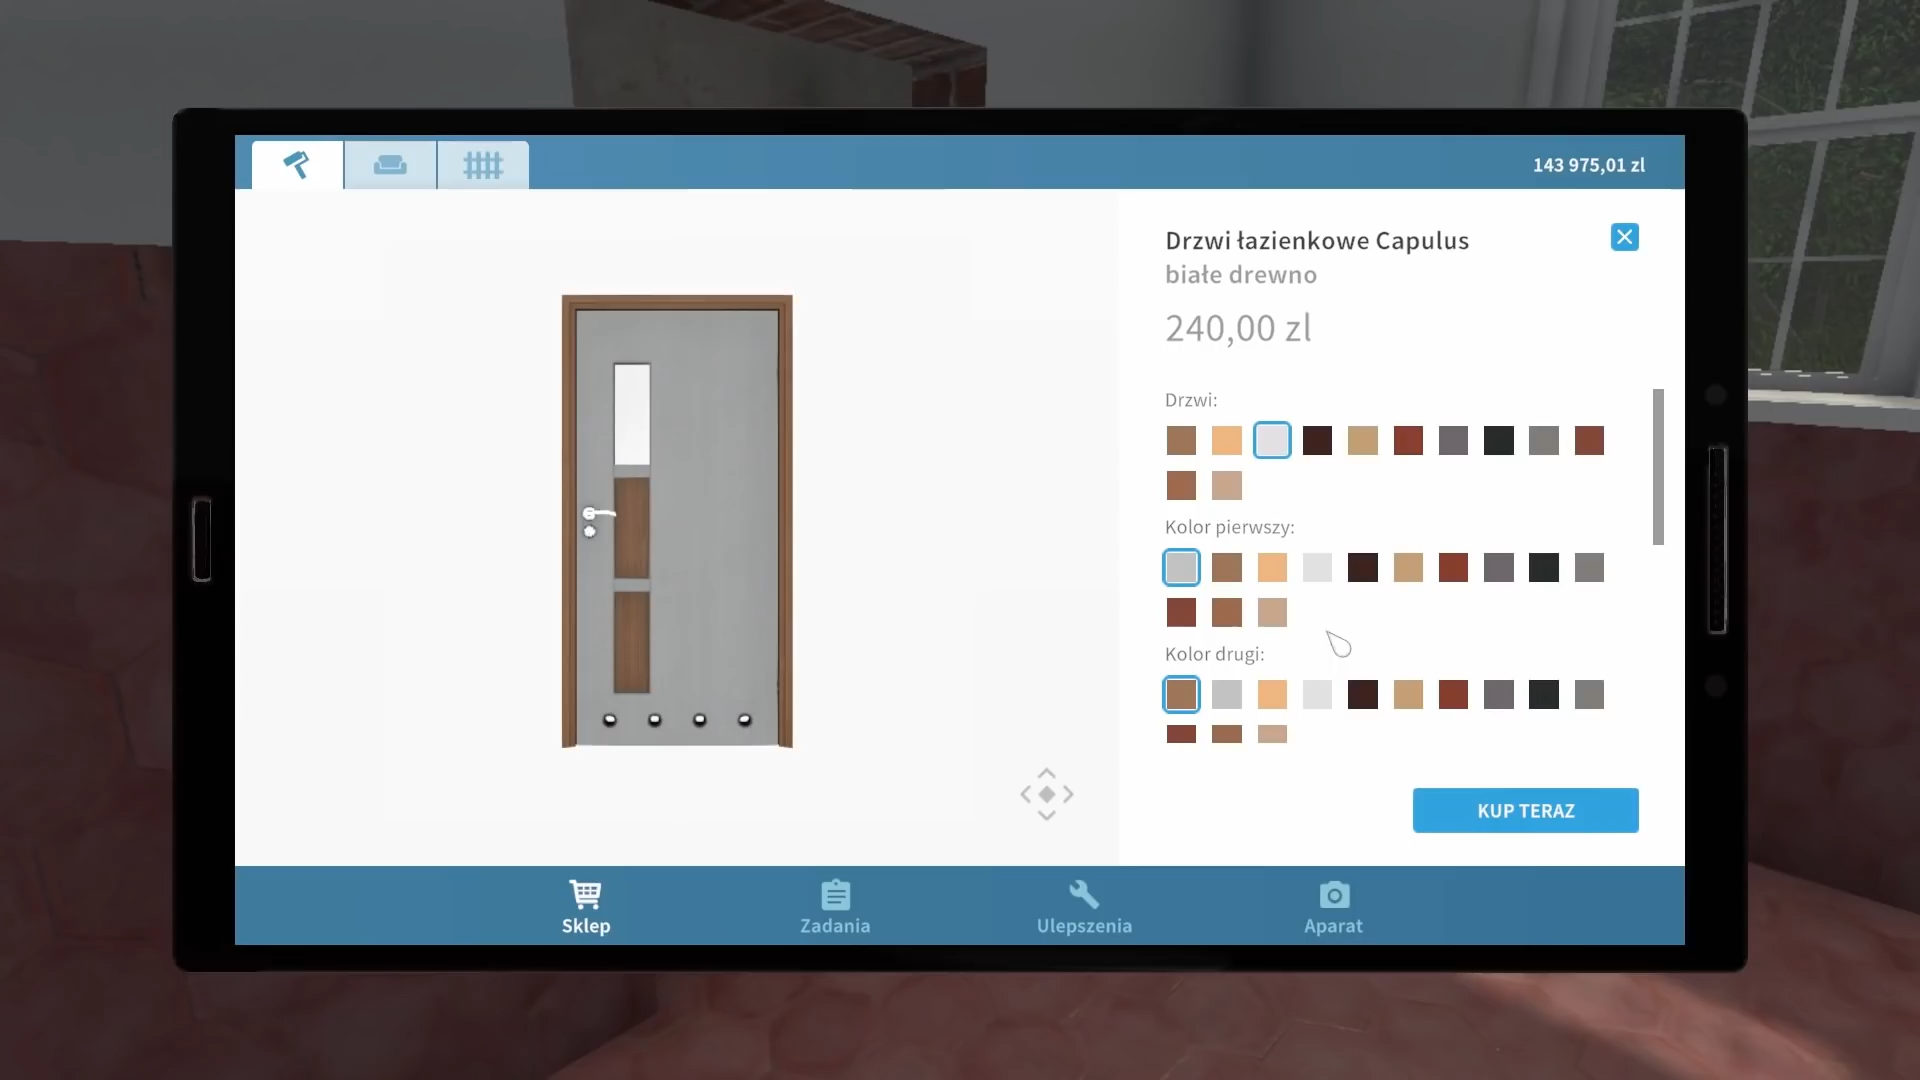 143 975,01 zl
Drzwi łazienkowe Capulus
białe drewno
240,00 zl
Drzwi:
Kolor pierwszy:
Kolor drugi:
KUP TERAZ
Sklep
Zadania
Ulepszenia
Aparat